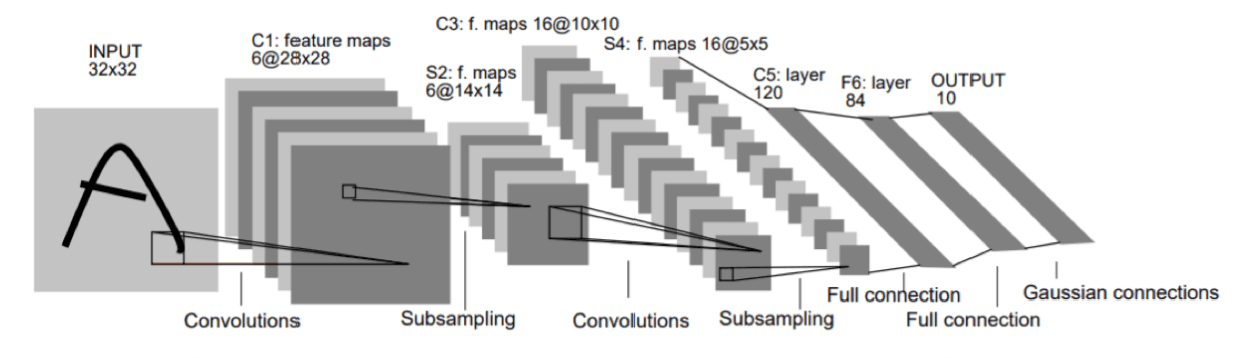 INPUT
32x32
C1: feature maps
6@28x28
S2: f. maps
6@14x14
C3: f. maps 16@10x10
S4: f. maps 16@5x5
C5: layer
120
F6: layer
84
OUTPUT
10
Convolutions
Subsampling
Convolutions
Subsampling
Full connection
Full connection
Gaussian connections